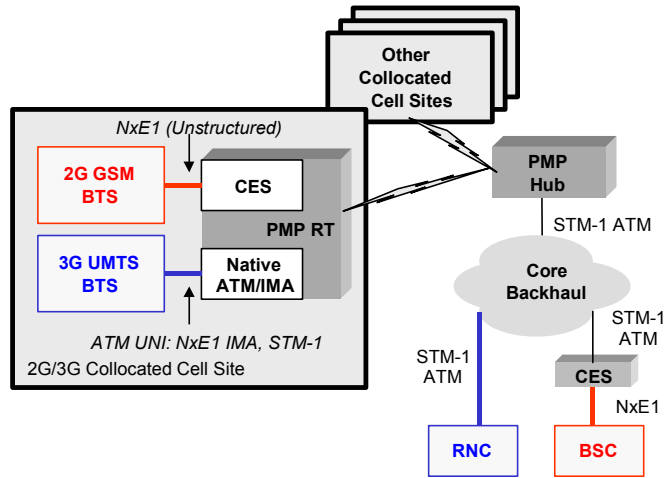 Other
Collocated
Cell Sites
NxE1 (Unstructured)
2G GSM
BTS
CES
PMP RT
3G UMTS
BTS
Native
ATM/IMA
ATM UNI: NxE1 IMA, STM-1
2G/3G Collocated Cell Site
PMP
Hub
STM-1 ATM
Core
Backhaul
STM-1
ATM
STM-1
ATM
CES
NxE1
RNC
BSC